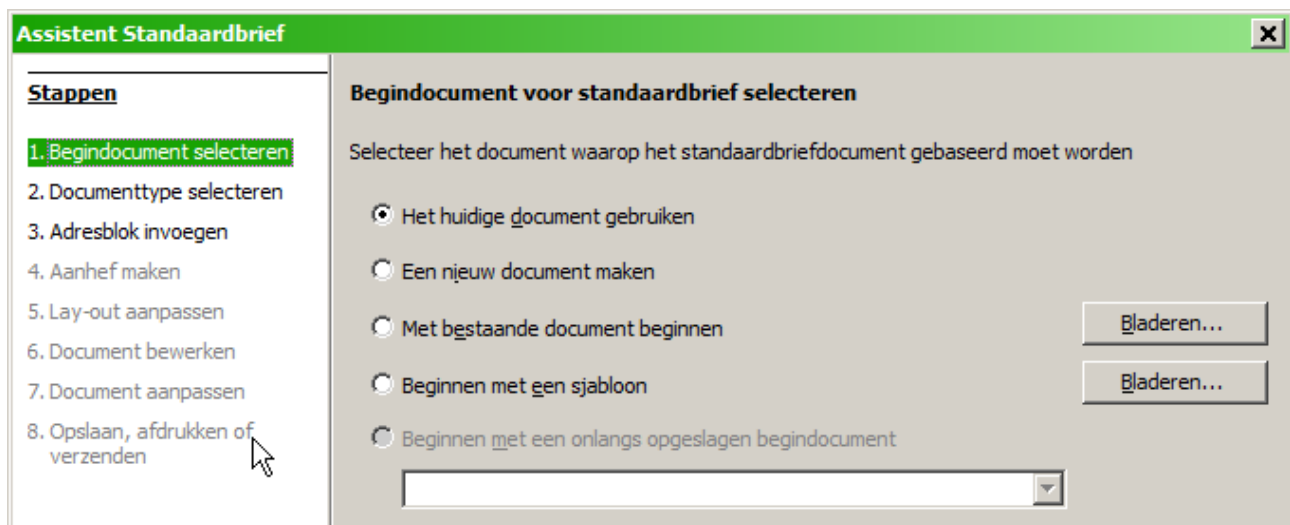 Assistent Standaardbrief
Stappen
1. Begindocument selecteren
2. Documenttype selecteren
3. Adresblok invoegen
4. Aanhef maken
5. Lay-out aanpassen
6. Document bewerken
7. Document aanpassen
8. Opslaan, afdrukken of
verzenden
Begindocument voor standaardbrief selecteren
Selecteer het document waarop het standaardbriefdocument gebaseerd moet worden
Het huidige document gebruiken
Een nieuw document maken
Met bestaande document beginnen
Bladeren...
Beginnen met een sjabloon
Bladeren...
Beginnen met een onlangs opgeslagen begindocument